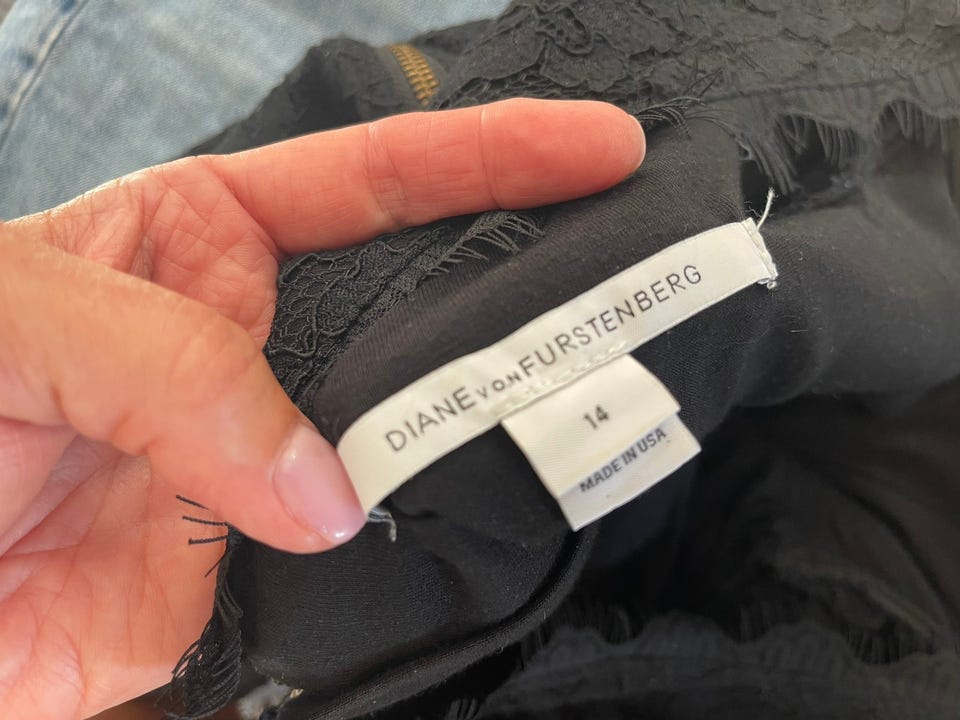 DIANE VON FURSTENBERG
14
MADE IN USA